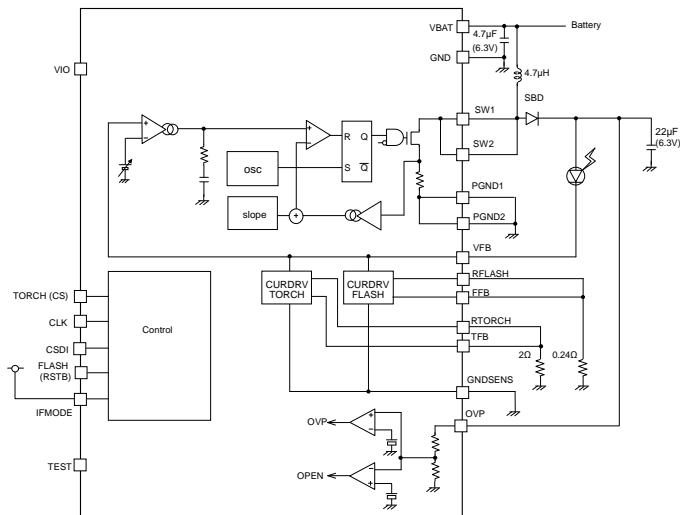 VBAT
4.7µF
(6.3V)
Battery
GND
4.7µH
VIO
SBD
SW1
22µF
(6.3V)
SW2
+
−
+
−
R Q
S Q
osc
slope
+
PGND1
PGND2
VFB
CURDRV
TORCH
CURDRV
FLASH
RFLASH
FFB
RTORCH
TFB
2Ω
0.24Ω
GNDSENS
OVP
TORCH (CS)
CLK
CSDI
FLASH
(RSTB)
IFMODE
Control
TEST
OVP
+
−
OPEN
−
+